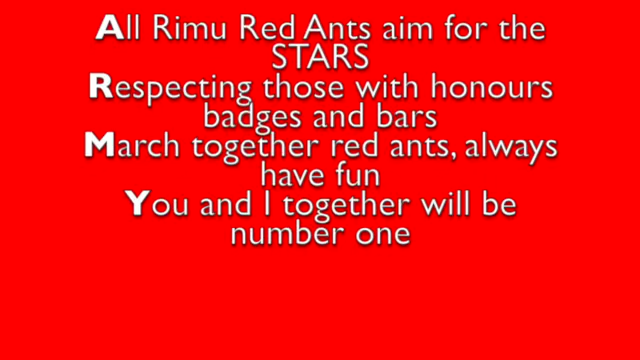 All Rimu Red Ants aim for the
STARS
Respecting those with honours
badges and bars
March together red ants, always
have fun
You and I together will be
number one